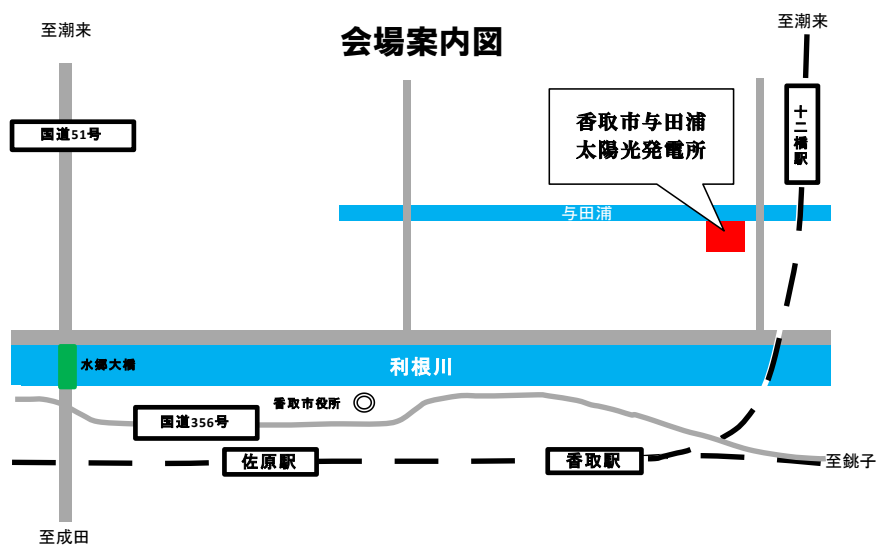 至潮来
会場案内図
至潮来
国道51号
香取市与田浦
太陽光発電所
十二橋駅
与田浦
水郷大橋
利根川
香取市役所
国道356号
佐原駅
香取駅
至銚子
至成田